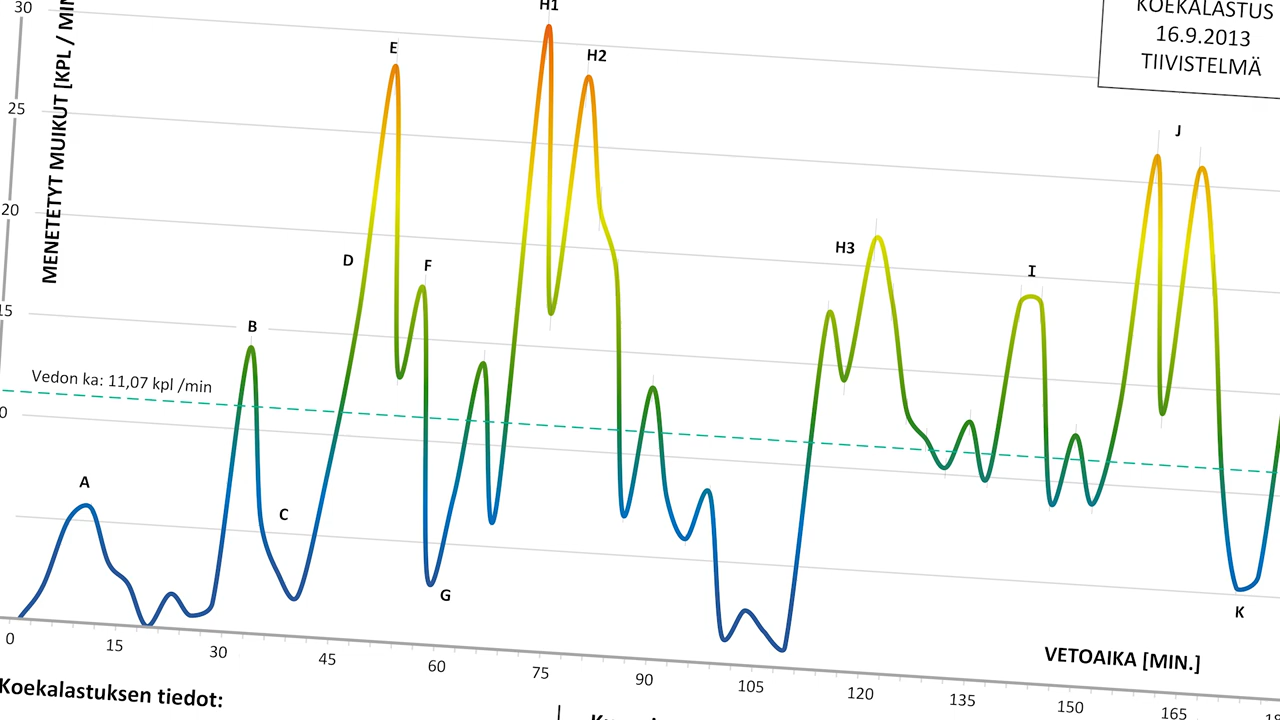 KOEKALASTUS
16.9.2013
TIIVISTELMÄ
MENETETYT MUIKUT [KPL / MIN
30
25
20
15
0
H1
H2
E
D
F
B
A
C
G
H3
I
J
K
Vedon ka: 11,07 kpl /min
0
15
30
45
60
75
90
105
120
135
150
165
VETOAIKA [MIN.]
Koekalastuksen tiedot: